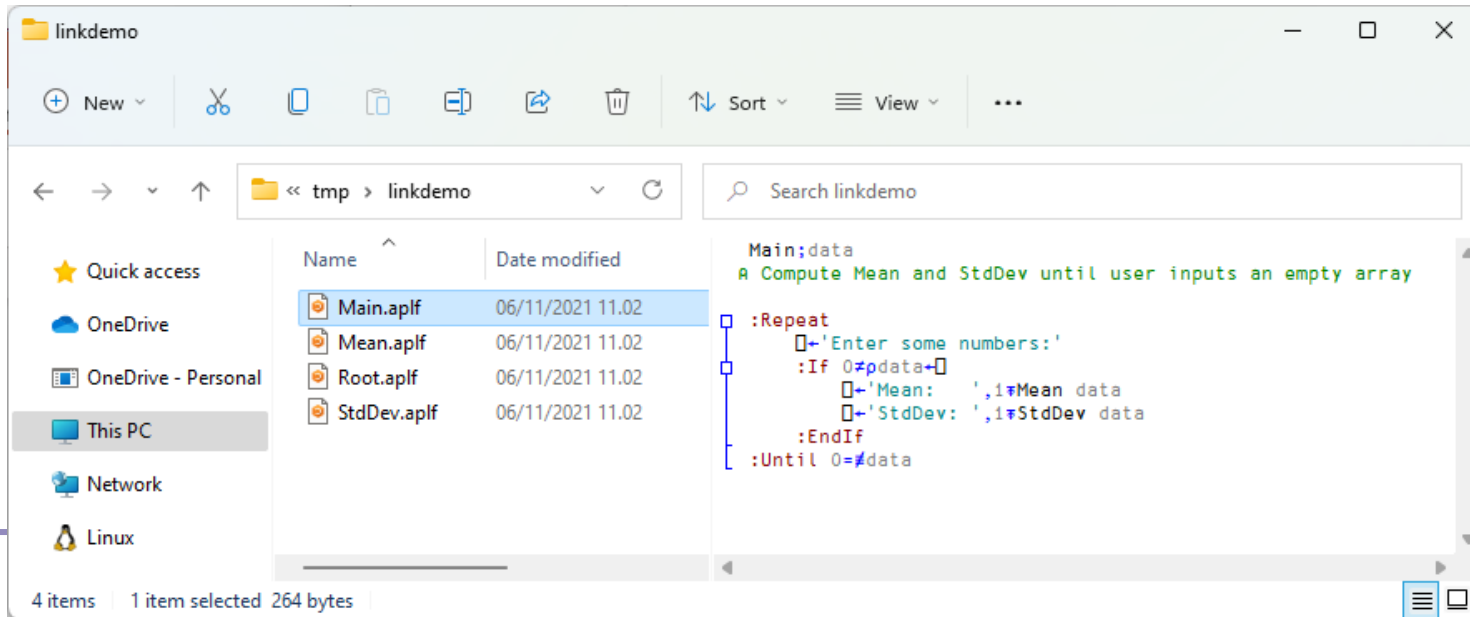 linkdemo
New
Sort
View
« tmp › linkdemo
Search linkdemo
Quick access
OneDrive
OneDrive - Personal
This PC
Network
Linux
Name
Date modified
Main.aplf 06/11/2021 11.02
Mean.aplf 06/11/2021 11.02
Root.aplf 06/11/2021 11.02
StdDev.aplf 06/11/2021 11.02
Main;data
⍝ Compute Mean and StdDev until user inputs an empty array
:Repeat
⎕←'Enter some numbers:'
:If 0≢⍴data←⎕
⎕←'Mean:   ',1⍕Mean data
⎕←'StdDev: ',1⍕StdDev data
:EndIf
:Until 0=≢data
4 items
1 item selected 264 bytes